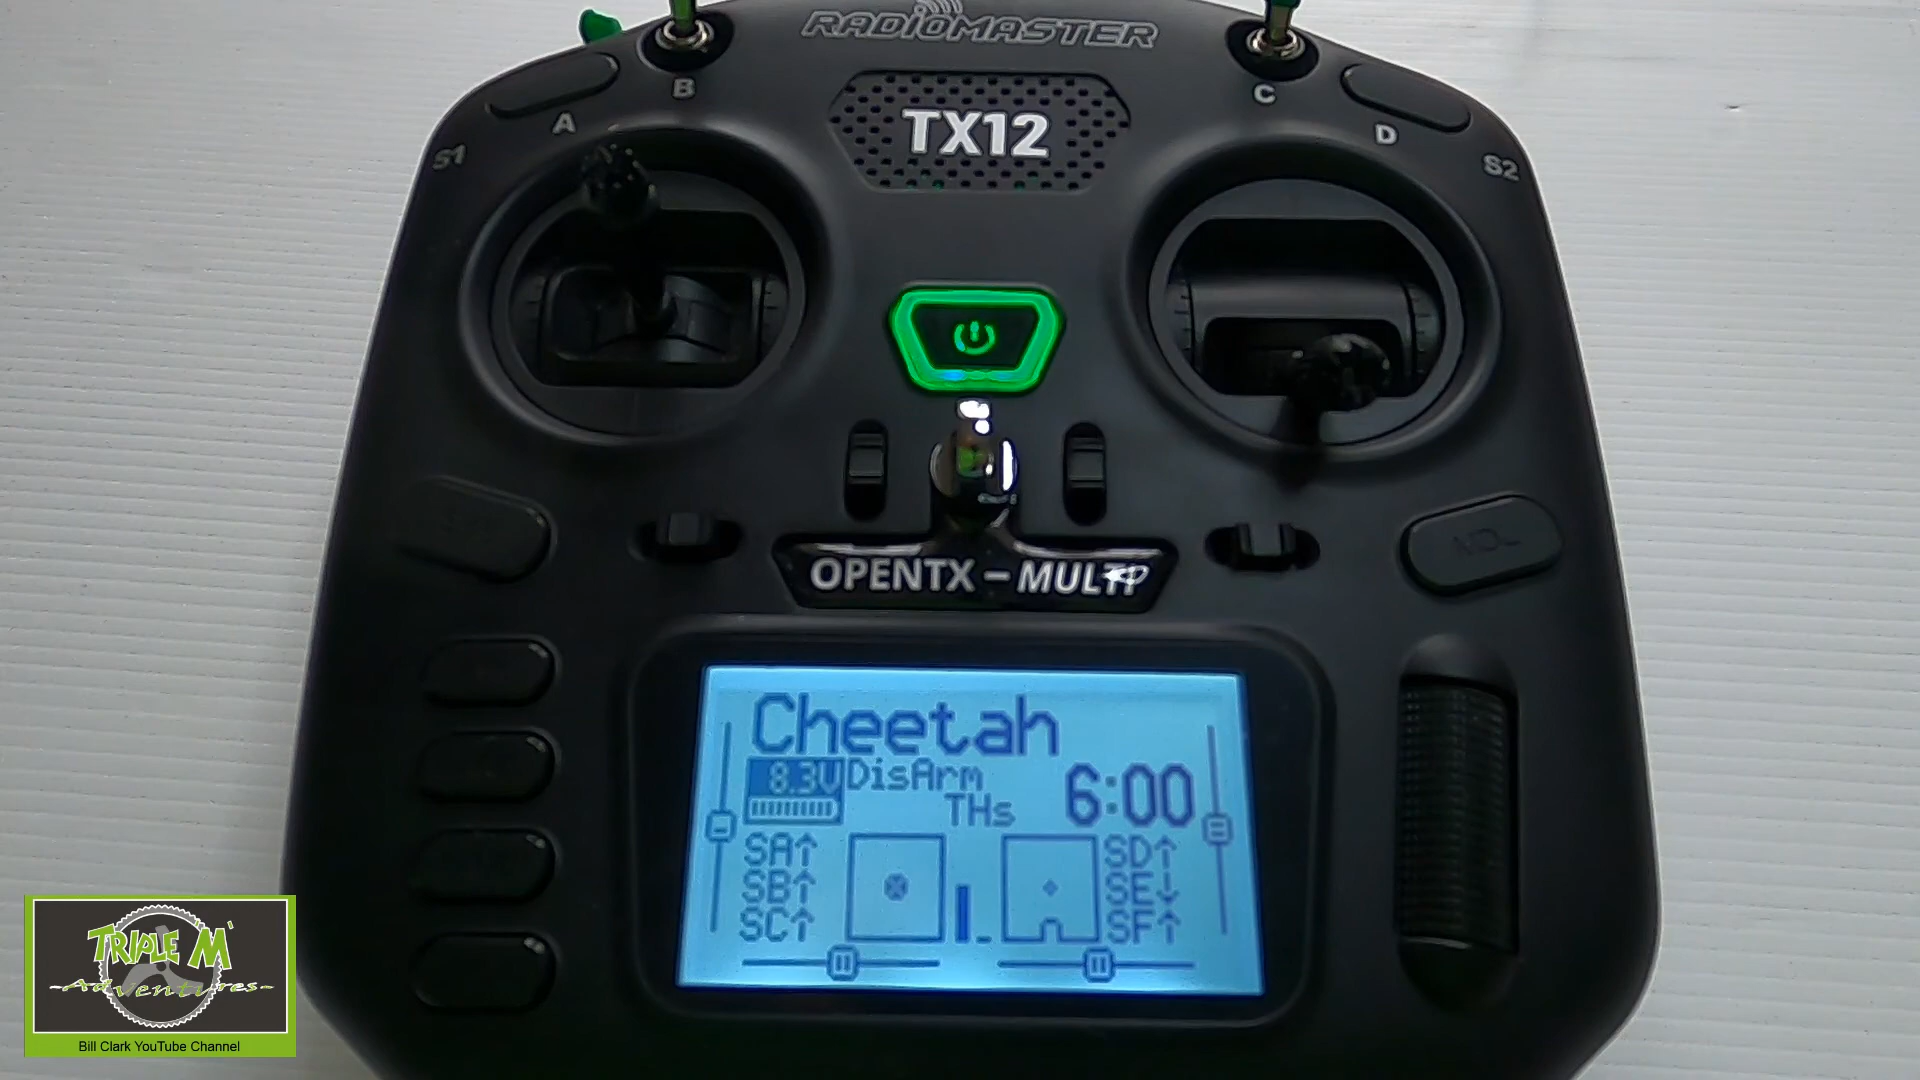 RADIOMASTER
TX12
B
C
A
D
S1
S2
OPENTX – MULTI
MDL
Cheetah
8.3V DisArm
THs
6:00
SA↑ SD↑
SB↑ SE↓
SC↑ SF↑
TRIPLE M
-Adventures-
Bill Clark YouTube Channel